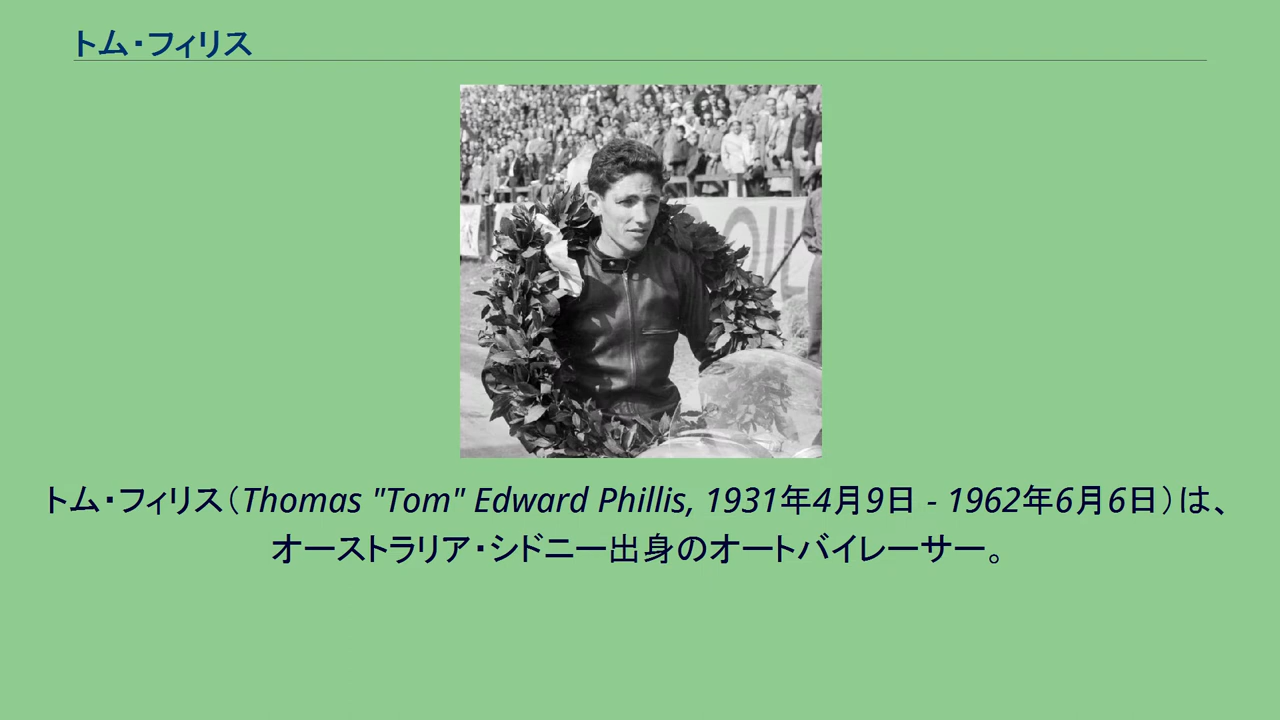 トム・フィリス
OIL
トム・フィリス（Thomas "Tom" Edward Phillis, 1931年4月9日 - 1962年6月6日）は、
オーストラリア・シドニー出身のオートバイレーサー。